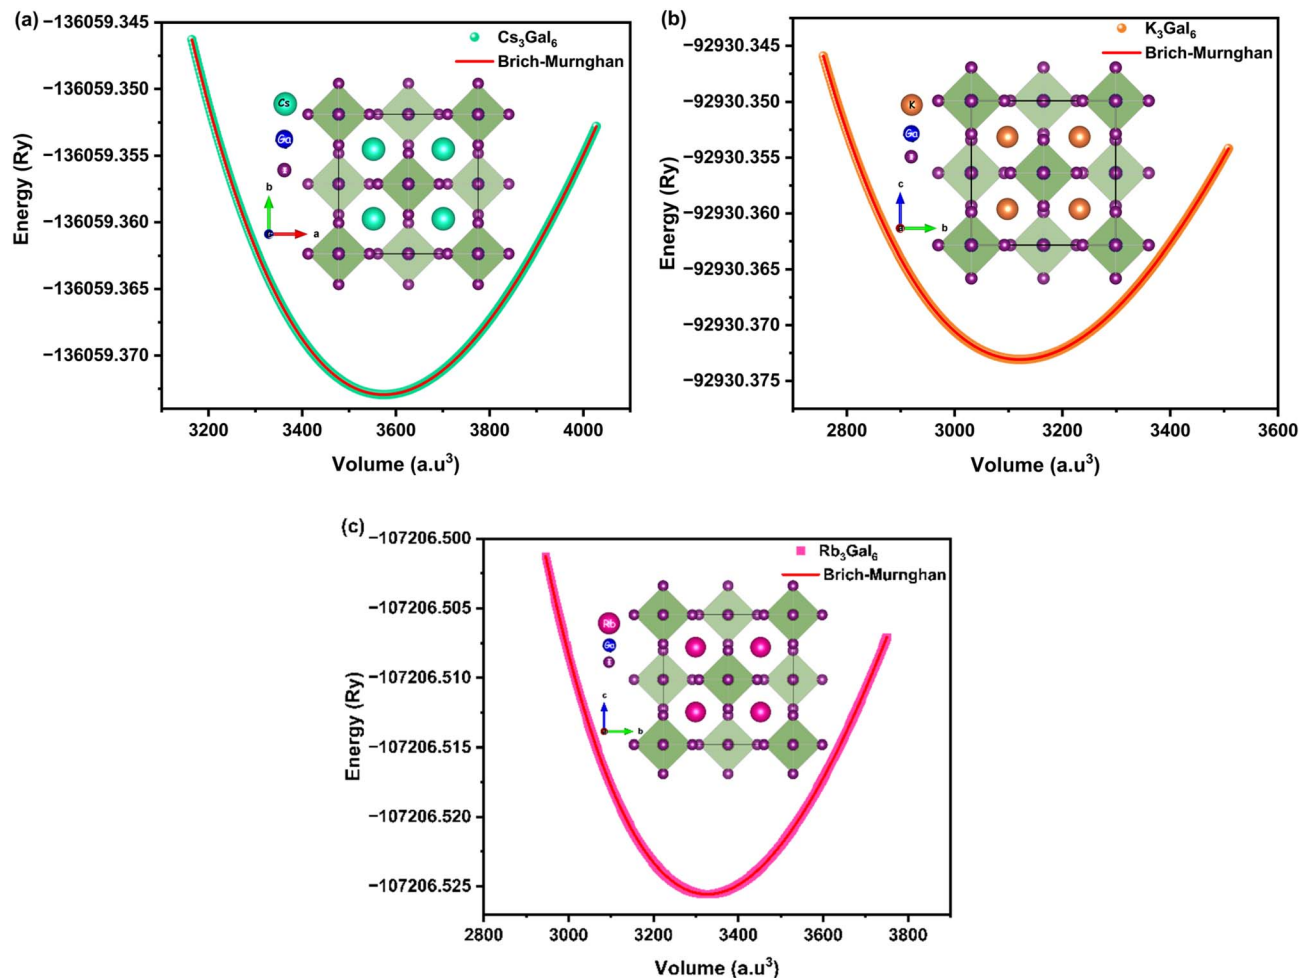 (a)
−136059.345
−136059.350
−136059.355
−136059.360
−136059.365
−136059.370
Energy (Ry)
3200 3400 3600 3800 4000
Volume (a.u³)
Cs₃GaI₆
Brich-Murnghan
Cs
Ga
I
b
a
(b)
−92930.345
−92930.350
−92930.355
−92930.360
−92930.365
−92930.370
−92930.375
Energy (Ry)
2800 3000 3200 3400 3600
Volume (a.u³)
K₃GaI₆
Brich-Murnghan
K
Ga
I
c
b
(c)
−107206.500
−107206.505
−107206.510
−107206.515
−107206.520
−107206.525
Energy (Ry)
2800 3000 3200 3400 3600 3800
Volume (a.u³)
Rb₃GaI₆
Brich-Murnghan
Rb
Ga
I
c
b